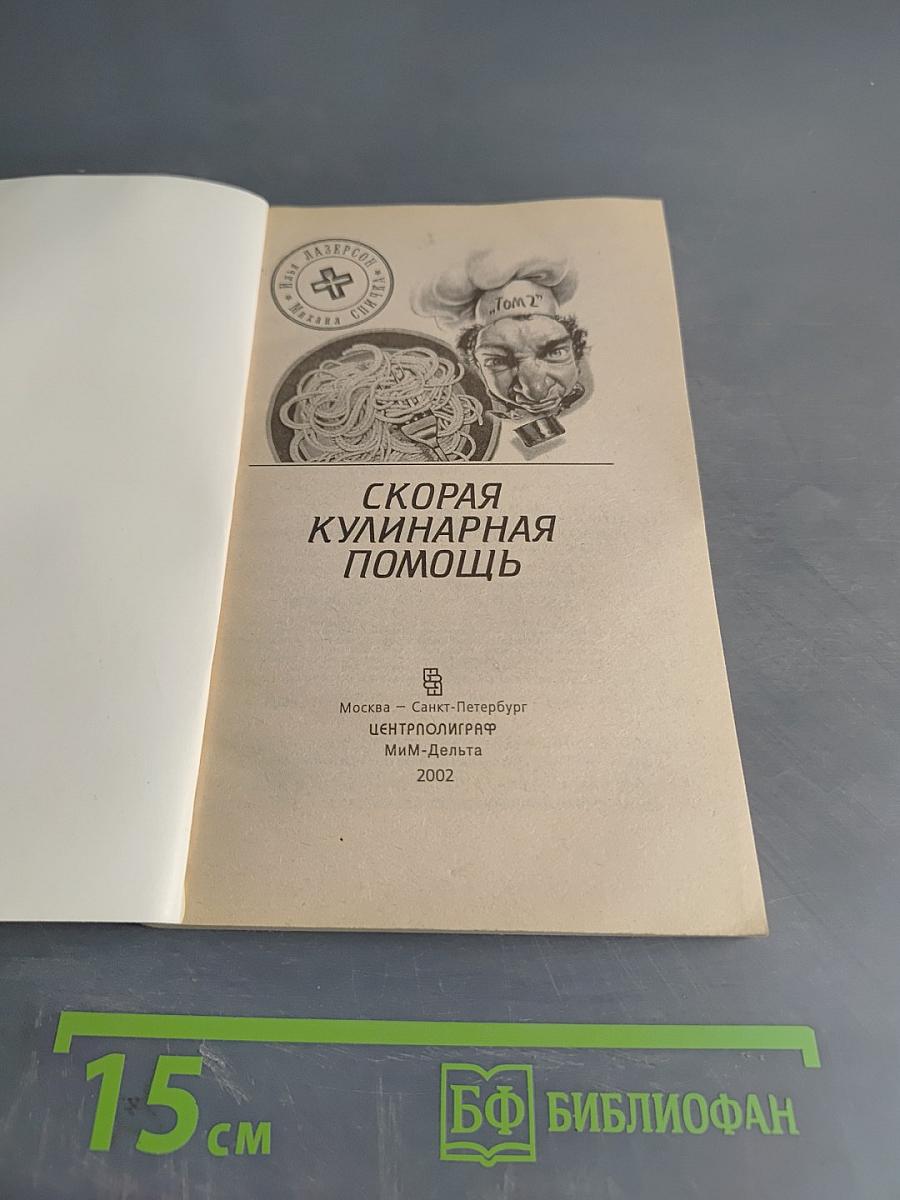 * Илья ЛАЗЕРСОН *
Михаил СПИЧКА
„Том 2”
СКОРАЯ
КУЛИНАРНАЯ
ПОМОЩЬ
Москва — Санкт-Петербург
ЦЕНТРПОЛИГРАФ
МиМ-Дельта
2002
15 см
БФ БИБЛИОФАН